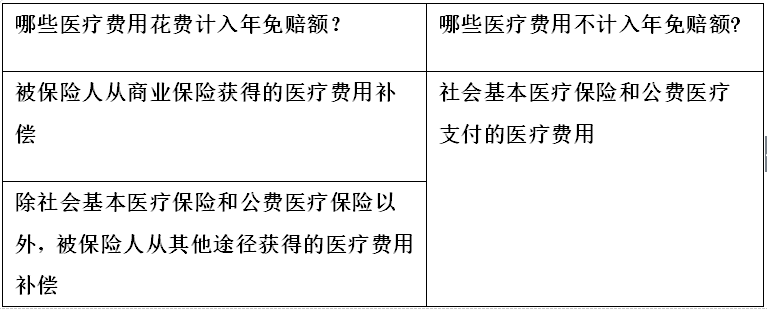 哪些医疗费用花费计入年免赔额？
哪些医疗费用不计入年免赔额?
被保险人从商业保险获得的医疗费用补
偿
社会基本医疗保险和公费医疗
支付的医疗费用
除社会基本医疗保险和公费医疗保险以
外，被保险人从其他途径获得的医疗费用
补偿